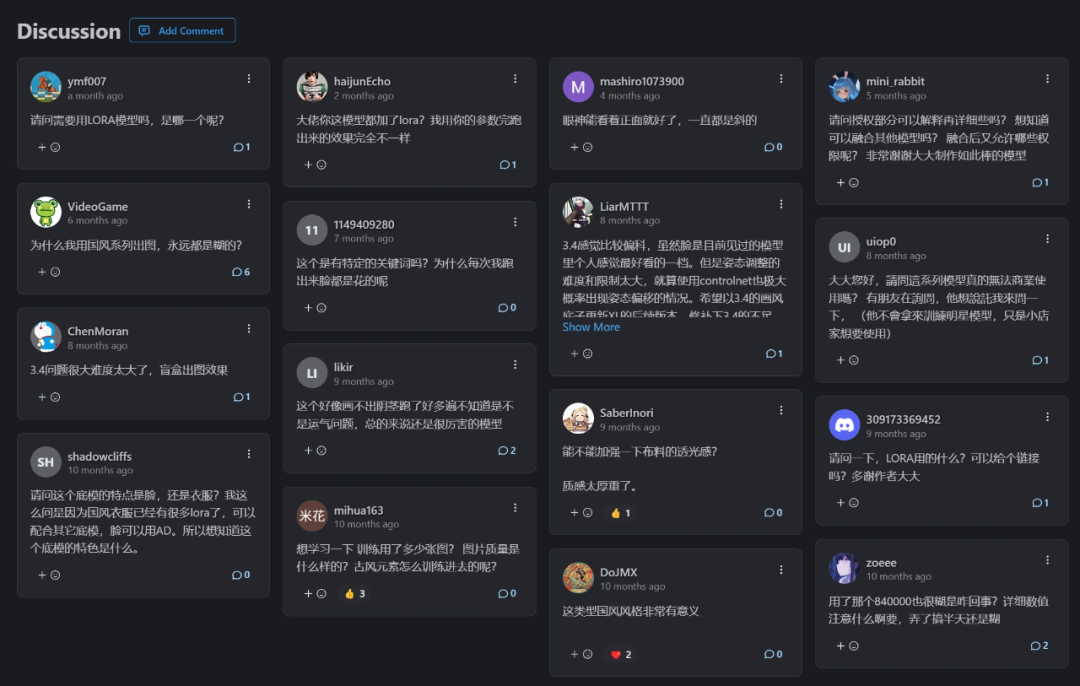 Discussion
Add Comment
ymf007
a month ago
请问需要用LORA模型吗，是哪一个呢？
1
VideoGame
6 months ago
为什么我用国风系列出图，永远都是糊的？
6
ChenMoran
8 months ago
3.4问题很大难度太大了，盲盒出图效果
1
SH
shadowcliffs
10 months ago
请问这个底模的特点是脸，还是衣服？我这
么问是因为国风衣服已经有很多lora了，可以
配合其它底模，脸可以用AD。所以想知道这
个底模的特色是什么。
0
haijunEcho
2 months ago
大佬你这模型都加了lora？我用你的参数完跑
出来的效果完全不一样
1
11
1149409280
7 months ago
这个是有特定的关键词吗？为什么每次我跑
出来脸都是花的呢
0
LI
likir
9 months ago
这个好像画不出阴茎跑了好多遍不知道是不
是运气问题，总的来说还是很厉害的模型
2
米花
mihua163
10 months ago
想学习一下 训练用了多少张图？ 图片质量是
什么样的？古风元素怎么训练进去的呢？
3
0
M
mashiro1073900
4 months ago
眼神能看着正面就好了，一直都是斜的
0
LiarMTTT
8 months ago
3.4感觉比较偏科，虽然脸是目前见过的模型
里个人感觉最好看的一档。但是姿态调整的
难度和限制太大，就算使用controlnet也极大
概率出现姿态偏移的情况。希望以3.4的画风
底子更新XL的后续版本，修补下3.4的不足
Show More
1
SaberInori
9 months ago
能不能加强一下布料的透光感？
质感太厚重了。
1
0
DoJMX
10 months ago
这类型国风风格非常有意义
2
0
mini_rabbit
5 months ago
请问授权部分可以解释再详细些吗？ 想知道
可以融合其他模型吗？ 融合后又允许哪些权
限呢？ 非常谢谢大大制作如此棒的模型
1
UI
uiop0
8 months ago
大大您好，請問這系列模型真的無法商業使
用嗎？ 有朋友在詢問，他想說託我來問一
下， （他不會拿來訓練明星模型，只是小店
家想要使用）
1
309173369452
9 months ago
请问一下，LORA用的什么？可以给个链接
吗？多谢作者大大
1
zoeee
10 months ago
用了那个840000也很糊是咋回事？详细数值
注意什么啊要，弄了搞半天还是糊
2